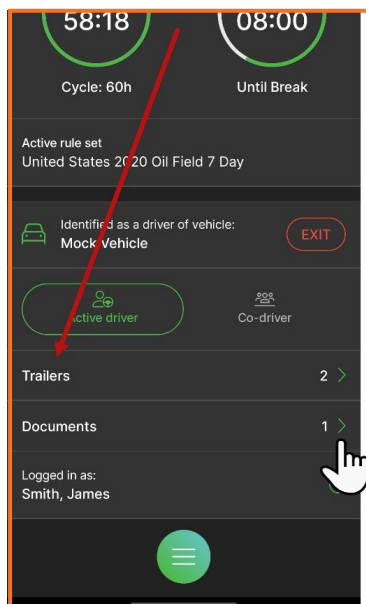 58:18
08:00
Cycle: 60h
Until Break
Active rule set
United States 2020 Oil Field 7 Day
Identified as a driver of vehicle:
Mock Vehicle
EXIT
Active driver
Co-driver
Trailers
2
Documents
1
Logged in as:
Smith, James